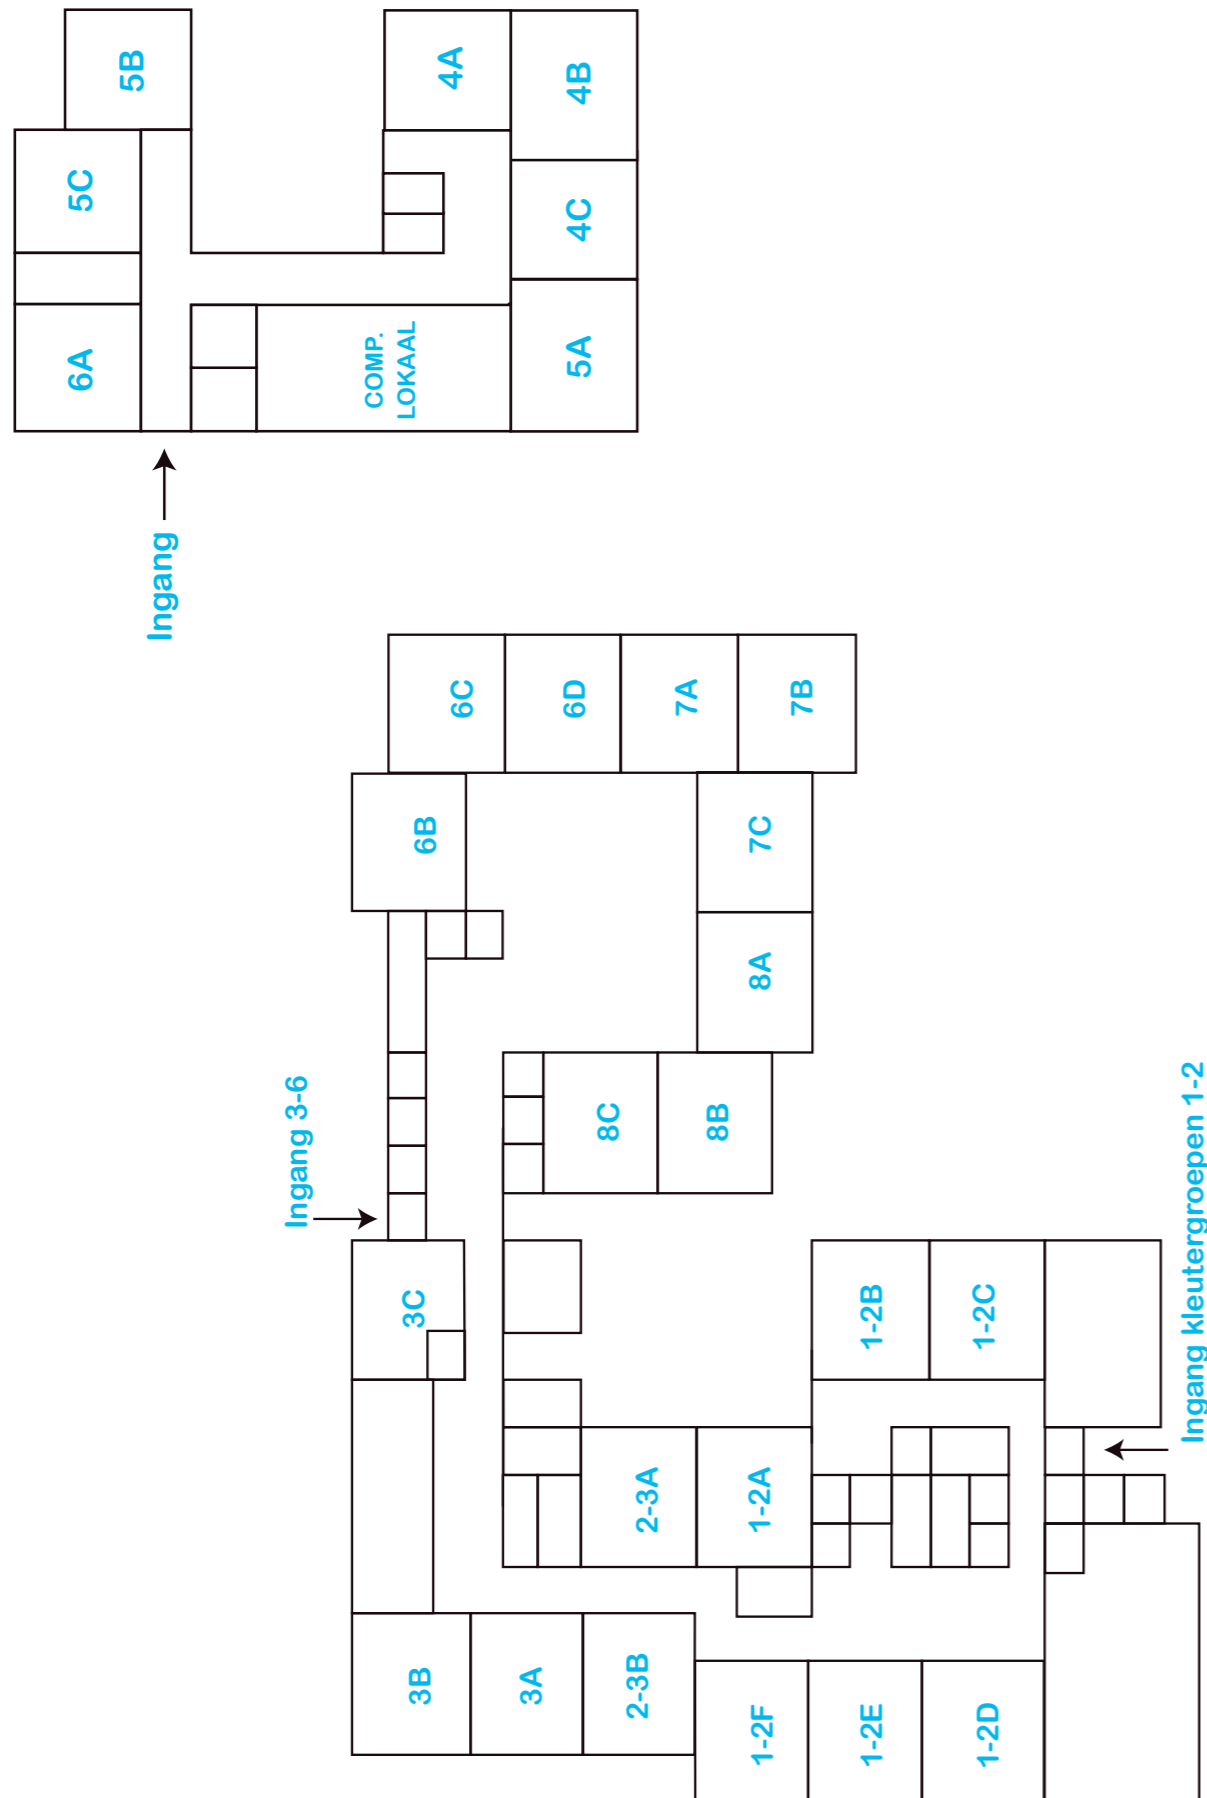 5B
4A
4B
5C
4C
6A
COMP.
LOKAAL
5A
Ingang
6C
6D
7A
7B
6B
7C
8A
Ingang 3-6
8C
8B
Ingang kleutergroepen 1-2
3C
1-2B
1-2C
2-3A
1-2A
3B
3A
2-3B
1-2F
1-2E
1-2D